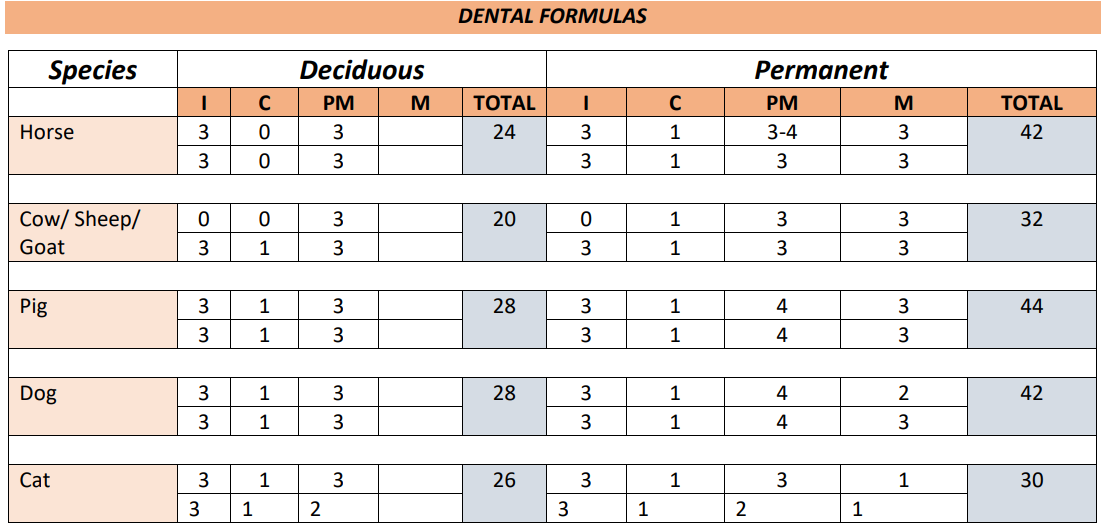 DENTAL FORMULAS
Species Deciduous Permanent
I C PM M TOTAL I C PM M TOTAL
Horse 3 0 3 24 3 1 3-4 3 42
3 0 3 3 1 3 3
Cow/ Sheep/ 0 0 3 20 0 1 3 3 32
Goat 3 1 3 3 1 3 3
Pig 3 1 3 28 3 1 4 3 44
3 1 3 3 1 4 3
Dog 3 1 3 28 3 1 4 2 42
3 1 3 3 1 4 3
Cat 3 1 3 26 3 1 3 1 30
3 1 2 3 1 2 1